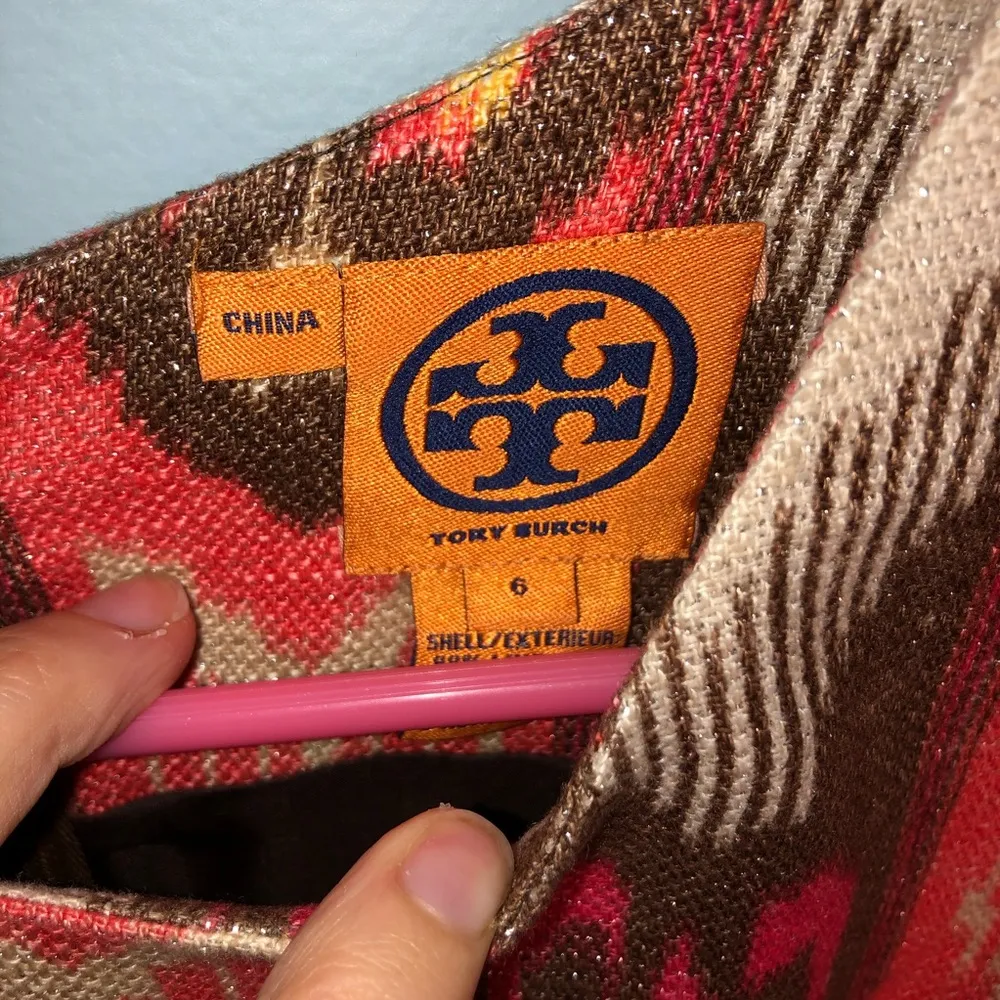 CHINA
TORY BURCH
6
SHELL/EXTERIEUR: